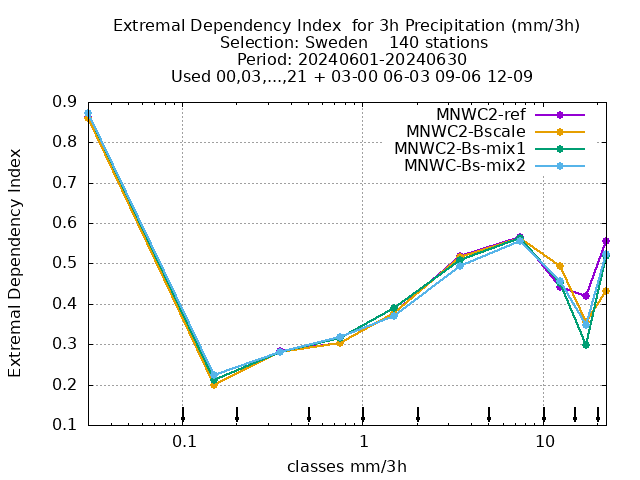 Extremal Dependency Index  for 3h Precipitation (mm/3h)
Selection: Sweden    140 stations
Period: 20240601-20240630
Used 00,03,...,21 + 03-00 06-03 09-06 12-09
MNWC2-ref
MNWC2-Bscale
MNWC2-Bs-mix1
MNWC-Bs-mix2
Extremal Dependency Index
0.9
0.8
0.7
0.6
0.5
0.4
0.3
0.2
0.1
0.1 1 10
classes mm/3h